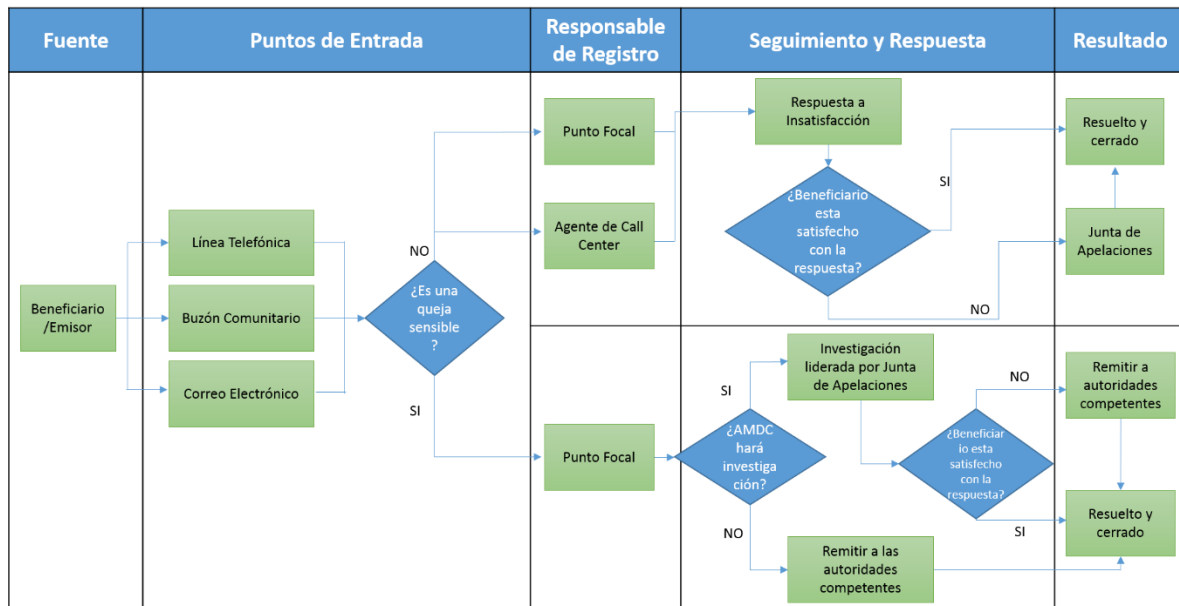 Fuente
Puntos de Entrada
Responsable
de Registro
Seguimiento y Respuesta
Resultado
Beneficiario
/Emisor
Línea Telefónica
Buzón Comunitario
Correo Electrónico
NO
¿Es una
queja
sensible
?
SI
Punto Focal
Agente de Call
Center
Respuesta a
Insatisfacción
¿Beneficiario
esta
satisfecho
con la
respuesta?
SI
NO
Resuelto y
cerrado
Junta de
Apelaciones
Punto Focal
SI
¿AMDC
hará
investiga
ción?
NO
Investigación
liderada por Junta
de Apelaciones
Remitir a las
autoridades
competentes
NO
¿Beneficiar
io esta
satisfecho
con la
respuesta?
SI
Remitir a
autoridades
competentes
Resuelto y
cerrado